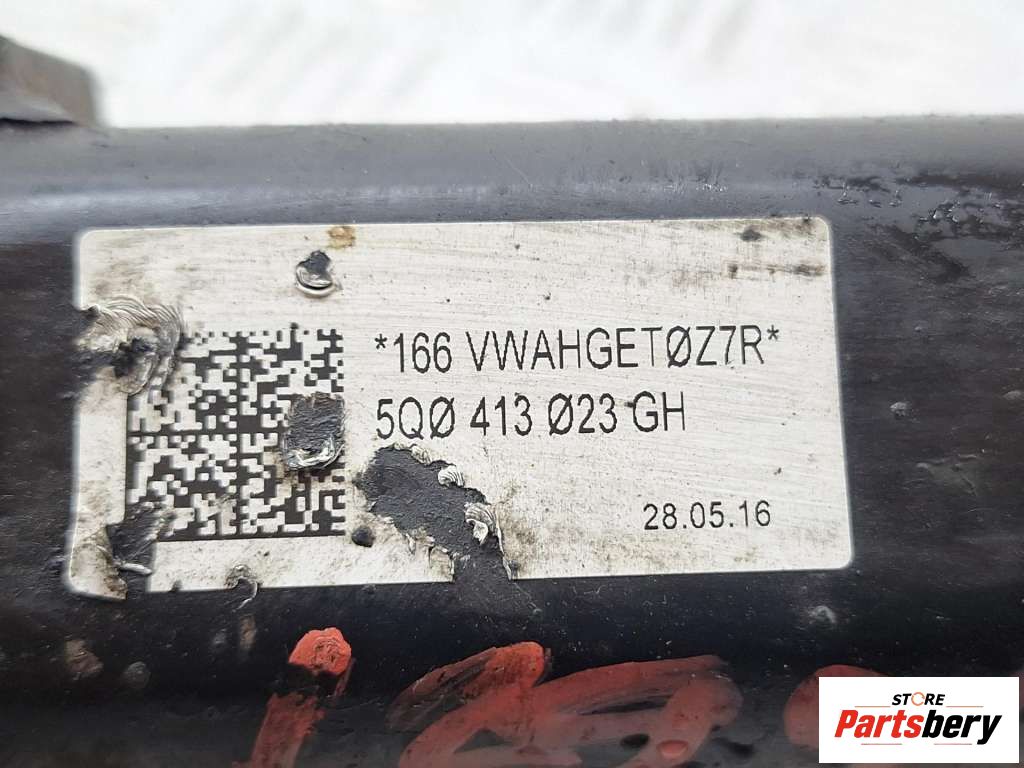 *166 VWAHGETØZ7R*
5QØ 413 Ø23 GH
28.05.16
STORE
Partsbery